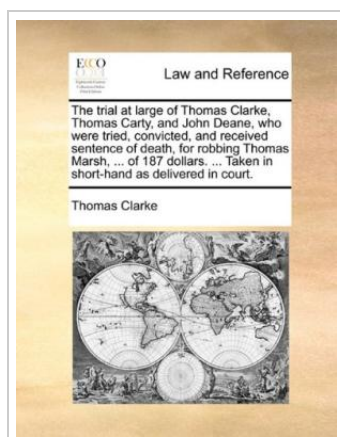 ECCO
Law and Reference
The trial at large of Thomas Clarke,
Thomas Carty, and John Deane, who
were tried, convicted, and received
sentence of death, for robbing Thomas
Marsh, ... of 187 dollars. ... Taken in
short-hand as delivered in court.
Thomas Clarke